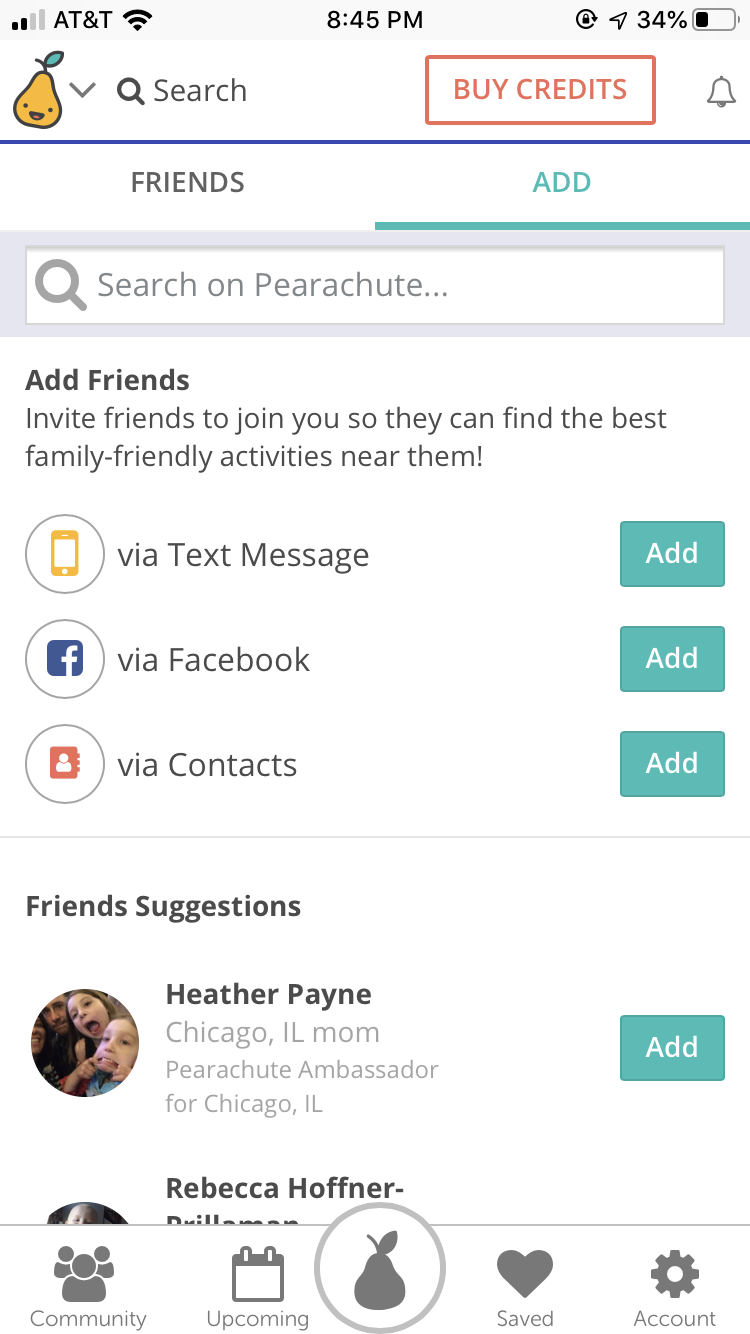 AT&T 8:45 PM 34%
Search BUY CREDITS
FRIENDS ADD
Search on Pearachute...
Add Friends
Invite friends to join you so they can find the best
family-friendly activities near them!
via Text Message Add
via Facebook Add
via Contacts Add
Friends Suggestions
Heather Payne
Chicago, IL mom
Add
Pearachute Ambassador
for Chicago, IL
Rebecca Hoffner-
Prillaman
Community Upcoming Saved Account